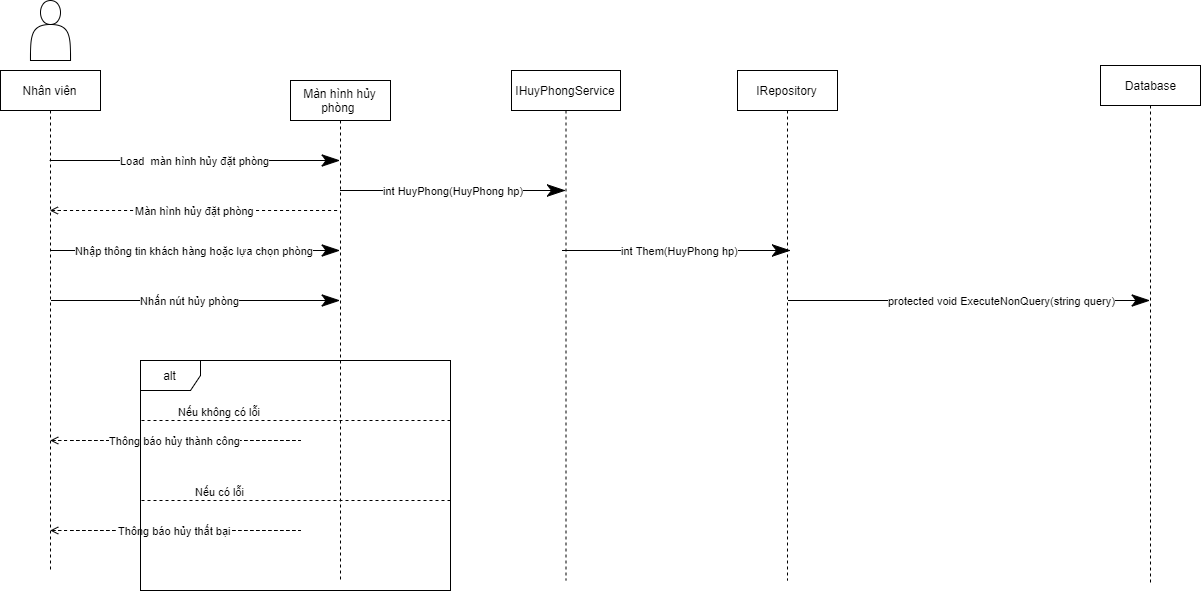 Nhân viên
Màn hình hủy
phòng
IHuyPhongService
IRepository
Database
Load màn hình hủy đặt phòng
int HuyPhong(HuyPhong hp)
Màn hình hủy đặt phòng
Nhập thông tin khách hàng hoặc lựa chọn phòng
int Them(HuyPhong hp)
Nhấn nút hủy phòng
protected void ExecuteNonQuery(string query)
alt
Nếu không có lỗi
Thông báo hủy thành công
Nếu có lỗi
Thông báo hủy thất bại